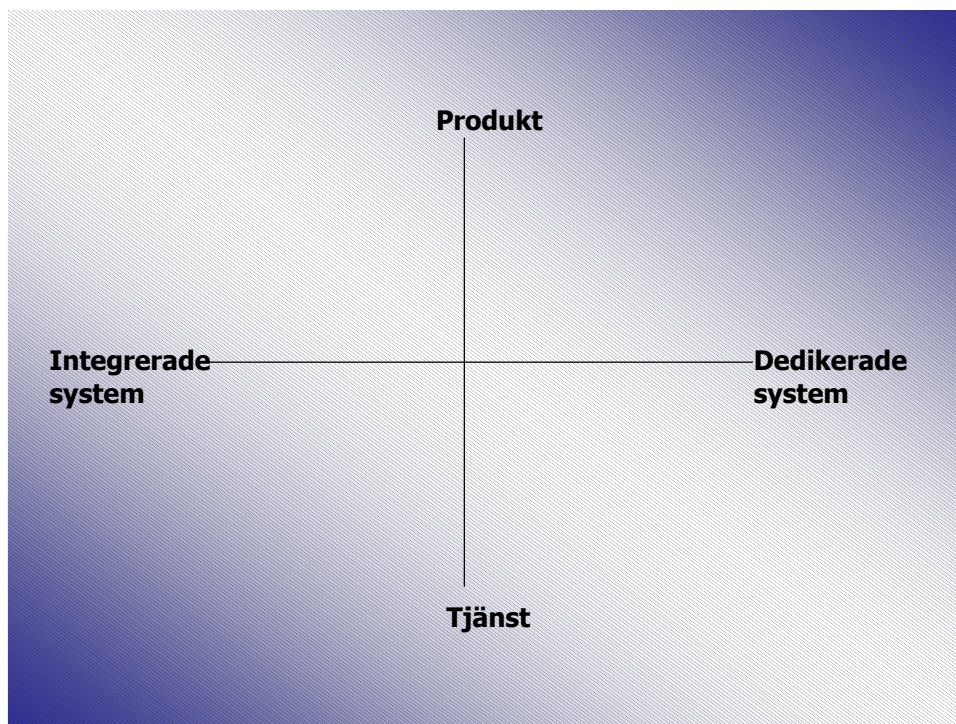 Produkt
Integrerade
system
Dedikerade
system
Tjänst